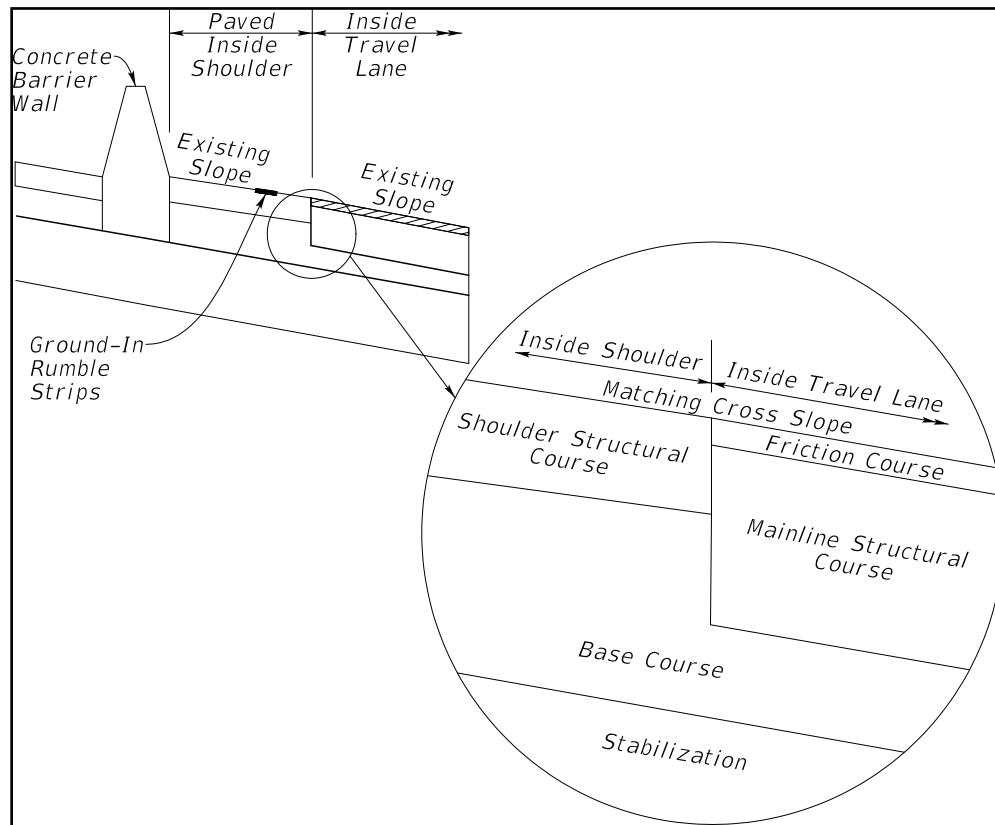 Paved
Inside
Shoulder
Inside
Travel
Lane
Concrete
Barrier
Wall
Existing
Slope
Existing
Slope
Ground-In
Rumble
Strips
Inside Shoulder
Inside Travel Lane
Matching Cross Slope
Shoulder Structural
Course
Friction Course
Mainline Structural
Course
Base Course
Stabilization